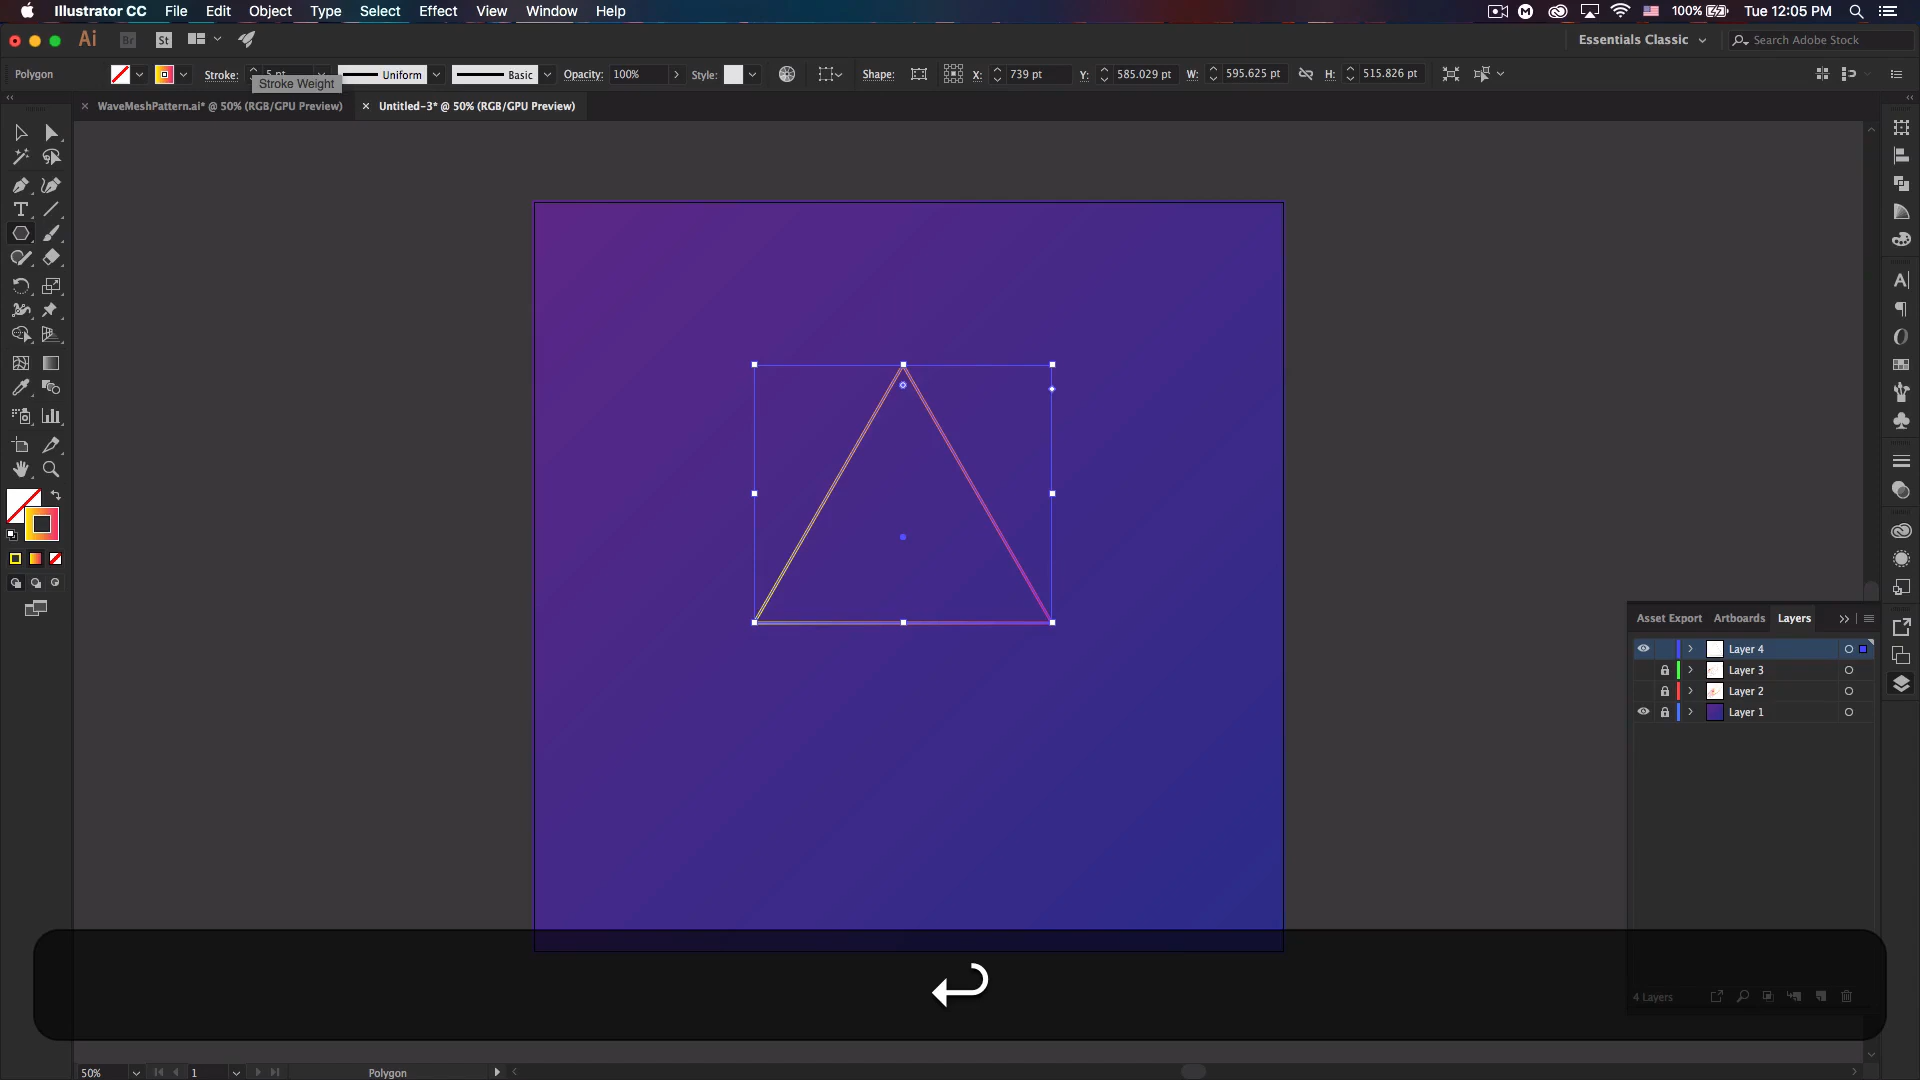 Illustrator CC File Edit Object Type Select Effect View Window Help 100% Tue 12:05 PM
Ai Br St Essentials Classic Search Adobe Stock
Polygon Stroke: 5 pt Uniform Basic Opacity: 100% Style: Shape: X: 739 pt Y: 585.029 pt W: 595.625 pt H: 515.826 pt
Stroke Weight
WaveMeshPattern.ai* @ 50% (RGB/GPU Preview) Untitled-3* @ 50% (RGB/GPU Preview)
Asset Export Artboards Layers
Layer 4
Layer 3
Layer 2
Layer 1
4 Layers
50% 1 Polygon